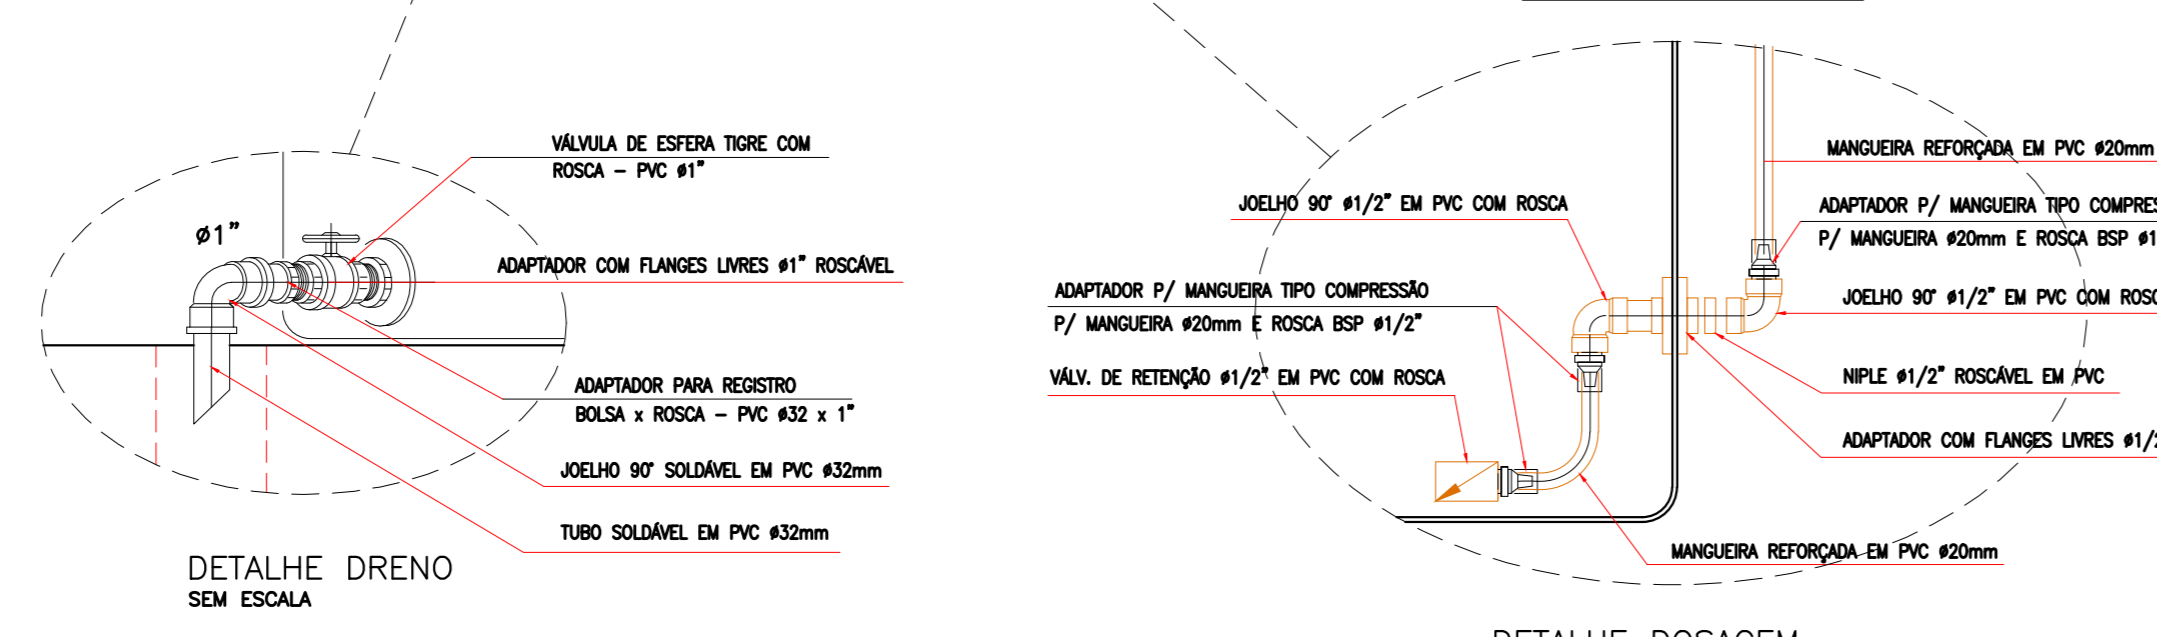 VÁLVULA DE ESFERA TIGRE COM
ROSCA – PVC ø1"
ø1"
ADAPTADOR COM FLANGES LIVRES ø1" ROSCÁVEL
ADAPTADOR PARA REGISTRO
BOLSA x ROSCA – PVC ø32 x 1"
JOELHO 90° SOLDÁVEL EM PVC ø32mm
TUBO SOLDÁVEL EM PVC ø32mm
DETALHE DRENO
SEM ESCALA
JOELHO 90° ø1/2" EM PVC COM ROSCA
ADAPTADOR P/ MANGUEIRA TIPO COMPRESSÃO
P/ MANGUEIRA ø20mm E ROSCA BSP ø1/2"
VÁLV. DE RETENÇÃO ø1/2" EM PVC COM ROSCA
MANGUEIRA REFORÇADA EM PVC ø20mm
ADAPTADOR P/ MANGUEIRA TIPO COMPRES
P/ MANGUEIRA ø20mm E ROSCA BSP ø1
JOELHO 90° ø1/2" EM PVC COM ROSC
NIPLE ø1/2" ROSCÁVEL EM PVC
ADAPTADOR COM FLANGES LIVRES ø1/2
MANGUEIRA REFORÇADA EM PVC ø20mm
DETALHE DOSAGEM